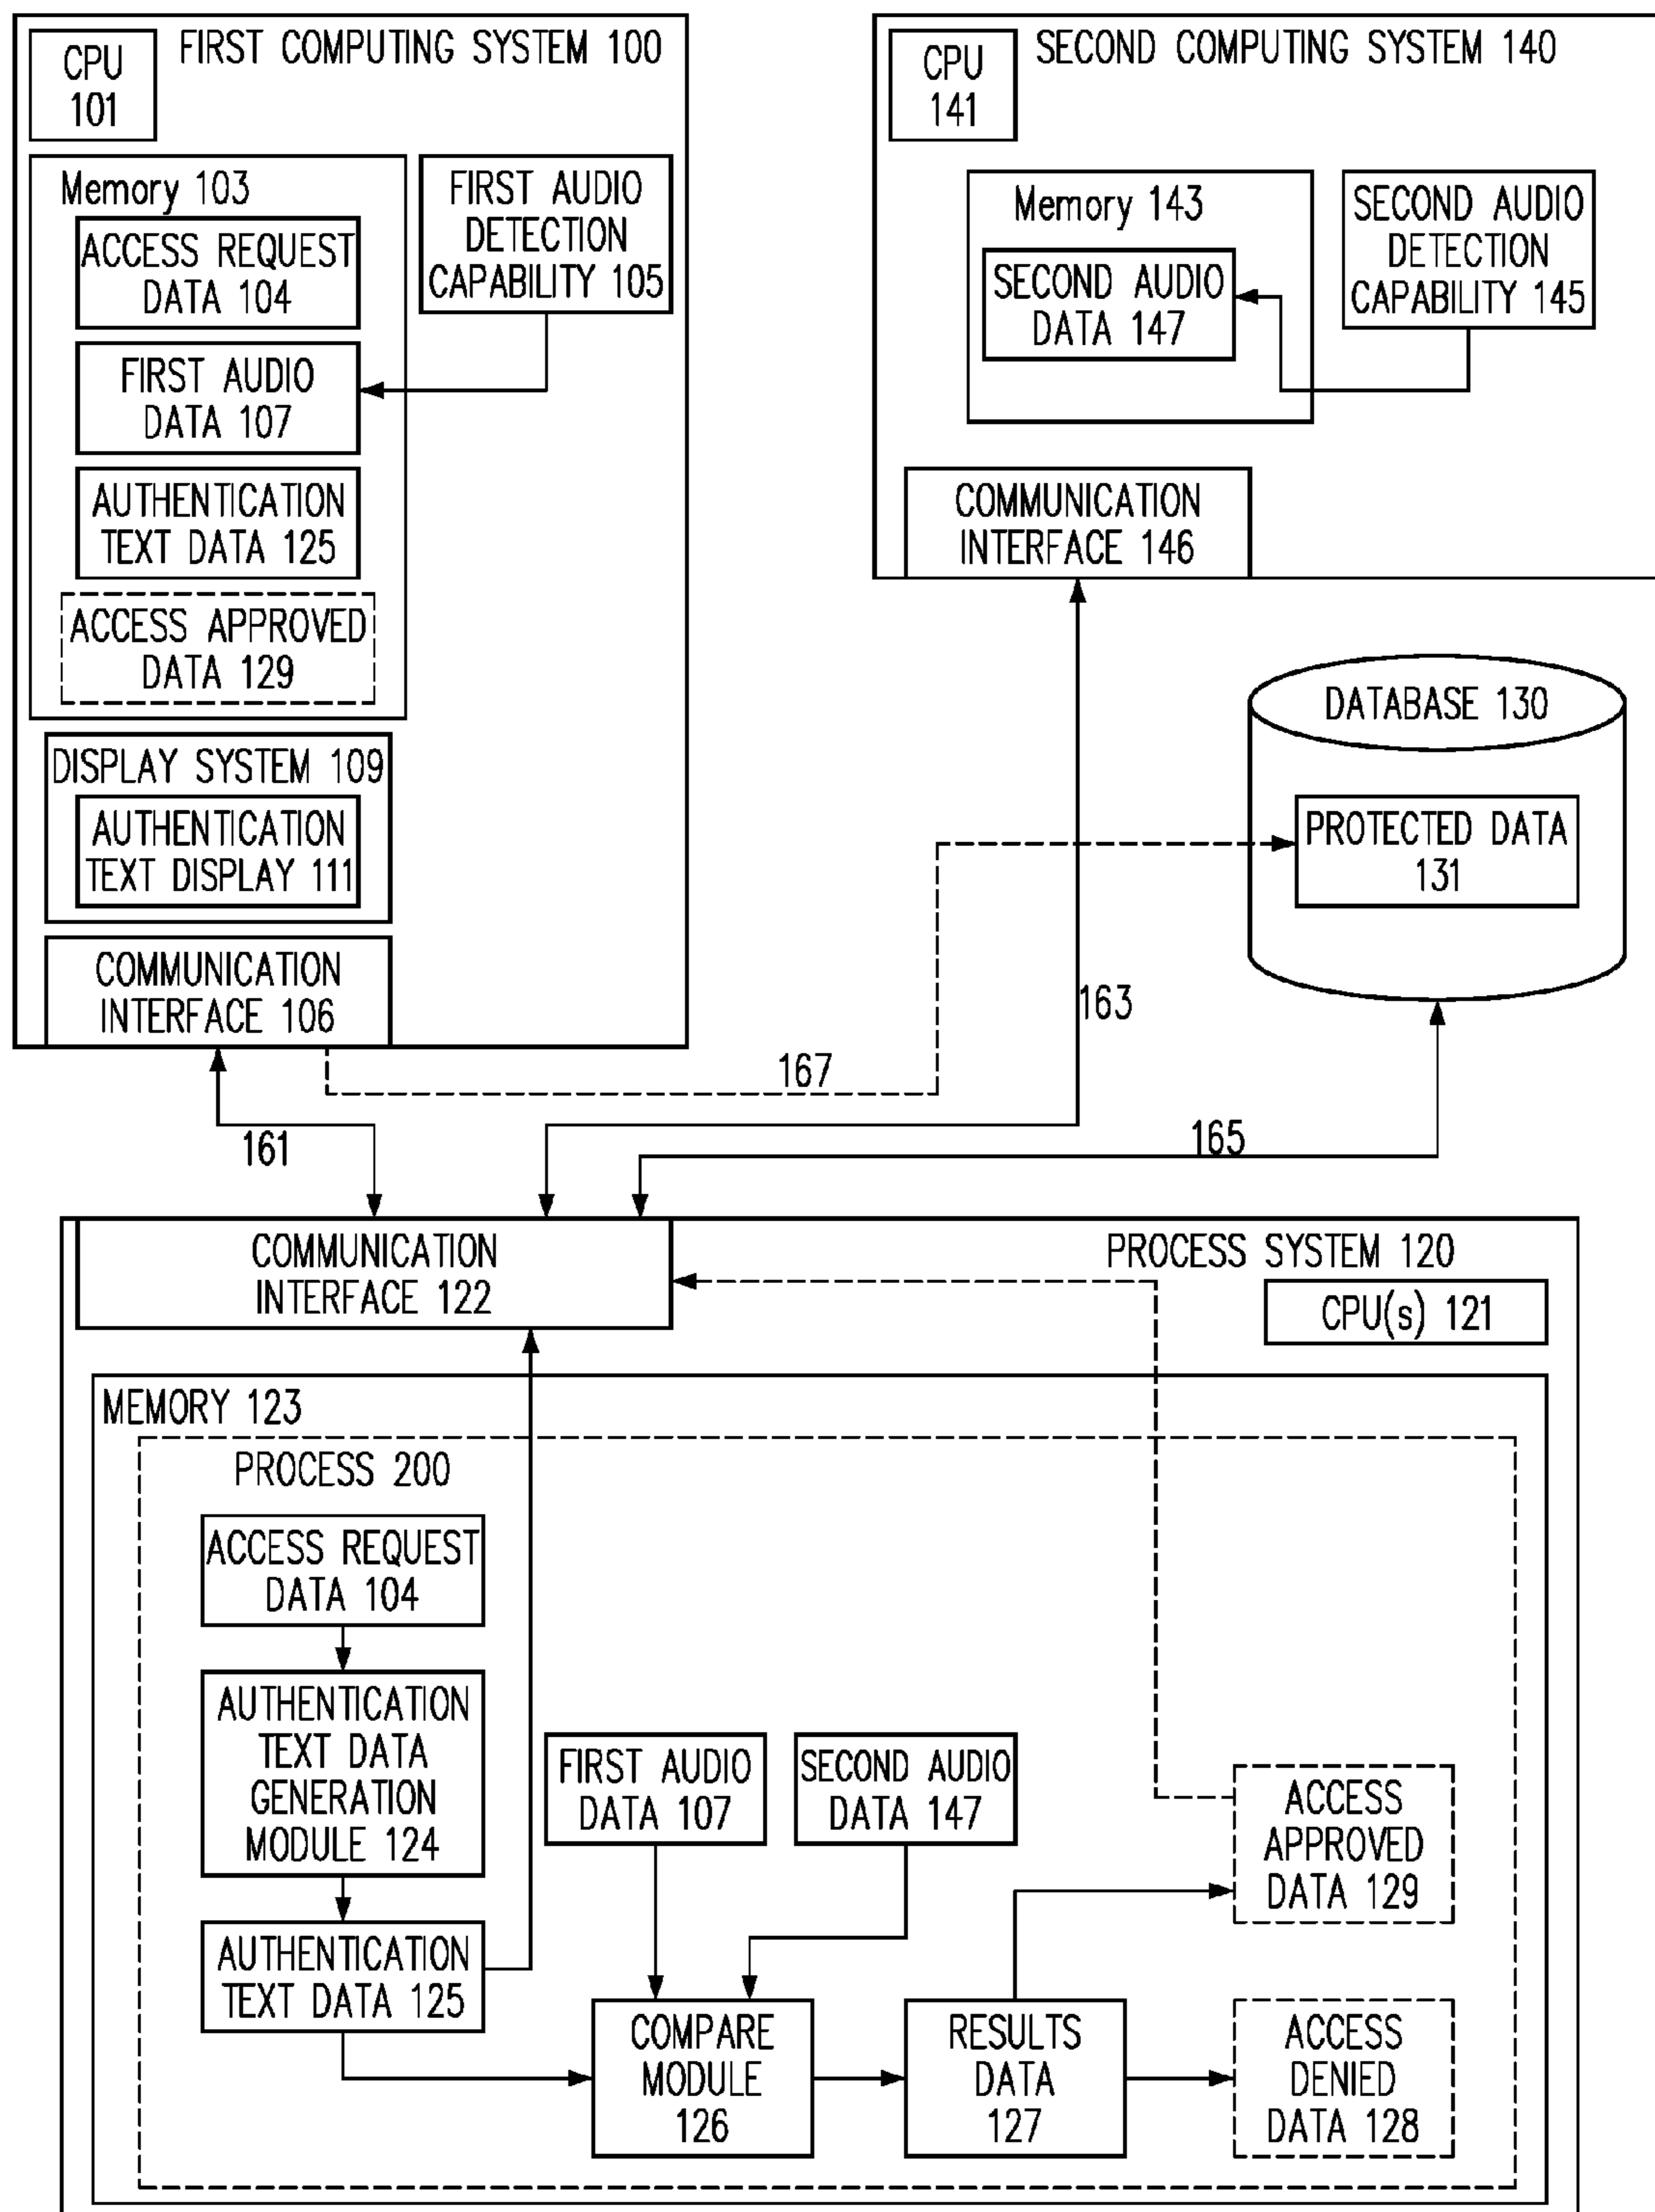 FIRST COMPUTING SYSTEM 100
CPU
101
Memory 103
ACCESS REQUEST
DATA 104
FIRST AUDIO
DATA 107
AUTHENTICATION
TEXT DATA 125
ACCESS APPROVED
DATA 129
FIRST AUDIO
DETECTION
CAPABILITY 105
DISPLAY SYSTEM 109
AUTHENTICATION
TEXT DISPLAY 111
COMMUNICATION
INTERFACE 106
SECOND COMPUTING SYSTEM 140
CPU
141
Memory 143
SECOND AUDIO
DATA 147
SECOND AUDIO
DETECTION
CAPABILITY 145
COMMUNICATION
INTERFACE 146
DATABASE 130
PROTECTED DATA
131
163
167
161
165
COMMUNICATION
INTERFACE 122
PROCESS SYSTEM 120
CPU(s) 121
MEMORY 123
PROCESS 200
ACCESS REQUEST
DATA 104
AUTHENTICATION
TEXT DATA
GENERATION
MODULE 124
AUTHENTICATION
TEXT DATA 125
FIRST AUDIO
DATA 107
SECOND AUDIO
DATA 147
COMPARE
MODULE
126
RESULTS
DATA
127
ACCESS
APPROVED
DATA 129
ACCESS
DENIED
DATA 128